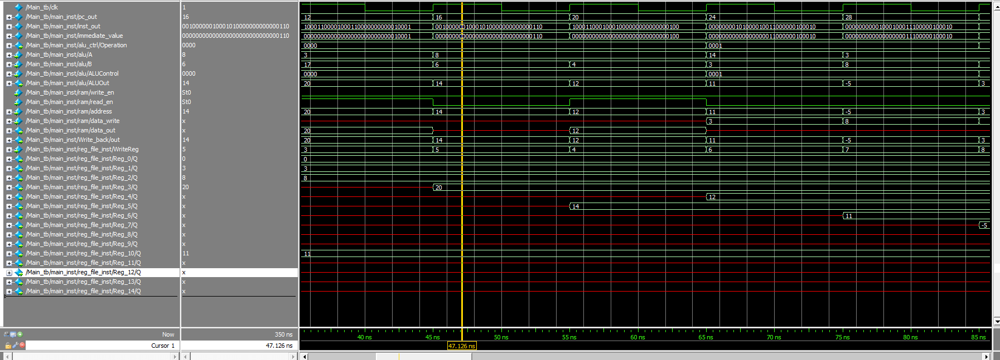 /Main_tb/clk 1
/Main_tb/main_inst/pc_out 16 12 16 20 24 28
/Main_tb/main_inst/inst_out 00100000010001010000000000000110 10001100001000110000000000010001 00100000010001010000000000000110 10001100010001000000000000000100 00000000101000010011000000100010 00000000001000100011100000100010
/Main_tb/main_inst/immediate_value 00000000000000000000000000000110 00000000000000000000000000010001 00000000000000000000000000000110 00000000000000000000000000000100 00000000000000000011000000100010 00000000000000000011100000100010
/Main_tb/main_inst/alu_ctrl/Operation 0000 0000 0001
/Main_tb/main_inst/alu/A 8 3 8 14 3
/Main_tb/main_inst/alu/B 6 17 6 4 3 8
/Main_tb/main_inst/alu/ALUControl 0000 0000 0001
/Main_tb/main_inst/alu/ALUOut 14 20 14 12 11 -5 3
/Main_tb/main_inst/ram/write_en St0
/Main_tb/main_inst/ram/read_en St0
/Main_tb/main_inst/ram/address 14 20 14 12 11 -5 3
/Main_tb/main_inst/ram/data_write x 3 8
/Main_tb/main_inst/ram/data_out x 20 12
/Main_tb/main_inst/Write_back/out 14 20 14 12 11 -5 3
/Main_tb/main_inst/reg_file_inst/WriteReg 5 3 5 4 6 7 8
/Main_tb/main_inst/reg_file_inst/Reg_0/Q 0 0
/Main_tb/main_inst/reg_file_inst/Reg_1/Q 3 3
/Main_tb/main_inst/reg_file_inst/Reg_2/Q 8 8
/Main_tb/main_inst/reg_file_inst/Reg_3/Q 20 20
/Main_tb/main_inst/reg_file_inst/Reg_4/Q x 12
/Main_tb/main_inst/reg_file_inst/Reg_5/Q x 14
/Main_tb/main_inst/reg_file_inst/Reg_6/Q x 11
/Main_tb/main_inst/reg_file_inst/Reg_7/Q x -5
/Main_tb/main_inst/reg_file_inst/Reg_8/Q x
/Main_tb/main_inst/reg_file_inst/Reg_9/Q x
/Main_tb/main_inst/reg_file_inst/Reg_10/Q 11 11
/Main_tb/main_inst/reg_file_inst/Reg_11/Q x
/Main_tb/main_inst/reg_file_inst/Reg_12/Q x
/Main_tb/main_inst/reg_file_inst/Reg_13/Q x
/Main_tb/main_inst/reg_file_inst/Reg_14/Q x
Now 350 ns 40 ns 45 ns 50 ns 55 ns 60 ns 65 ns 70 ns 75 ns 80 ns 85 ns
Cursor 1 47.126 ns 47.126 ns